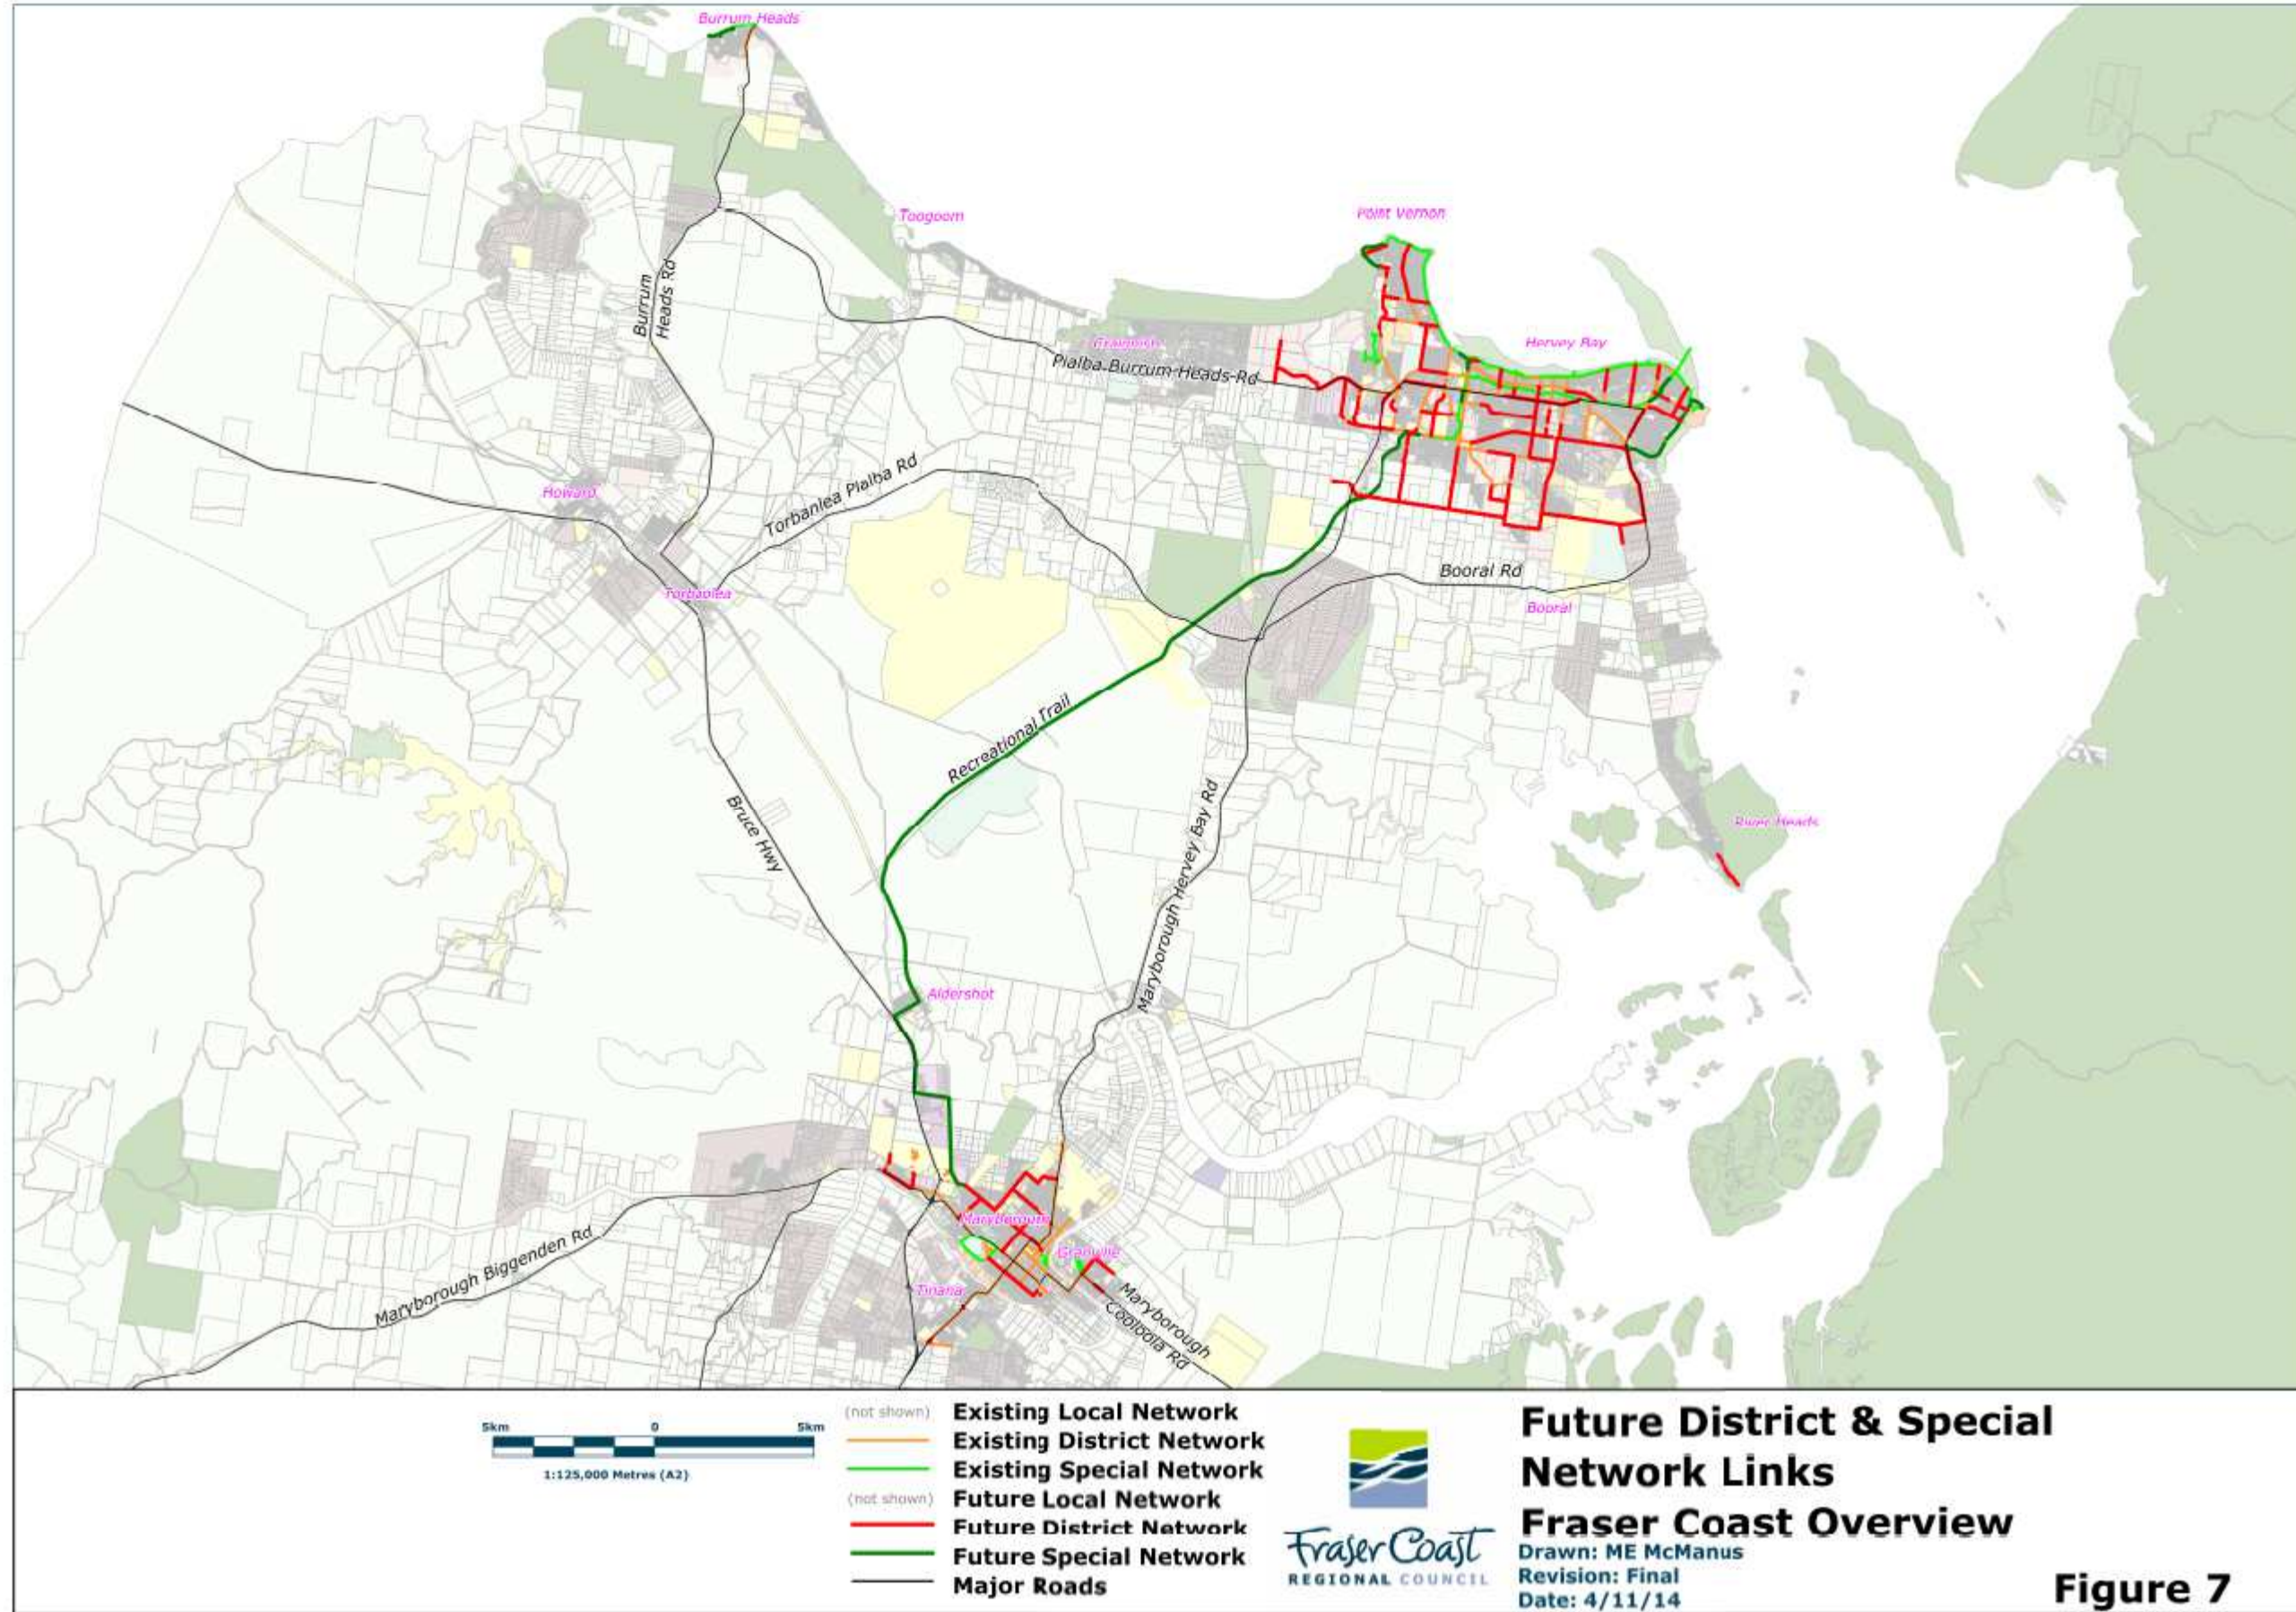 Burrum Heads
Toogoom
Point Vernon
Burrum
Heads Rd
Craignish
Hervey Bay
Pialba-Burrum-Heads-Rd
Torbanlea Pialba Rd
Howard
Torbanlea
Booral Rd
Booral
Recreational Trail
Bruce Hwy
Maryborough Hervey Bay Rd
River Heads
Aldershot
Maryborough
Granville
Maryborough Biggenden Rd
Tinana
Maryborough
Cooloola Rd
5km 0 5km
1:125,000 Metres (A2)
(not shown) Existing Local Network
Existing District Network
Existing Special Network
(not shown) Future Local Network
Future District Network
Future Special Network
Major Roads
Fraser Coast
REGIONAL COUNCIL
Future District & Special
Network Links
Fraser Coast Overview
Drawn: ME McManus
Revision: Final
Date: 4/11/14
Figure 7